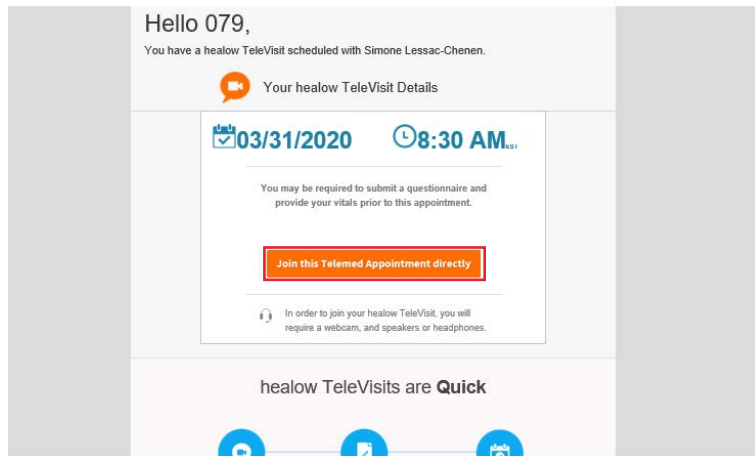 Hello 079,
You have a healow TeleVisit scheduled with Simone Lessac-Chenen.
Your healow TeleVisit Details
03/31/2020 8:30 AM
You may be required to submit a questionnaire and
provide your vitals prior to this appointment.
Join this Telemed Appointment directly
In order to join your healow TeleVisit, you will
require a webcam, and speakers or headphones.
healow TeleVisits are Quick